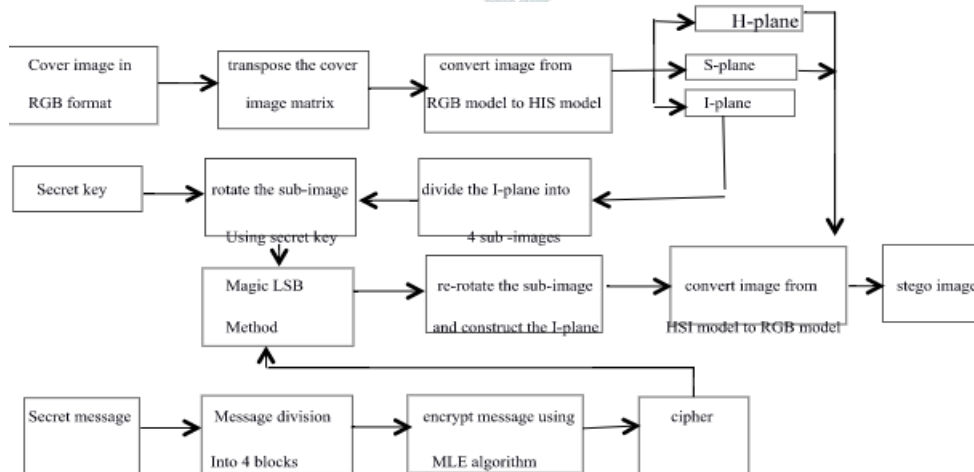 Cover image in
RGB format
transpose the cover
image matrix
convert image from
RGB model to HIS model
H-plane
S-plane
I-plane
Secret key
rotate the sub-image
Using secret key
divide the I-plane into
4 sub -images
Magic LSB
Method
re-rotate the sub-image
and construct the I-plane
convert image from
HSI model to RGB model
stego image
Secret message
Message division
Into 4 blocks
encrypt message using
MLE algorithm
cipher